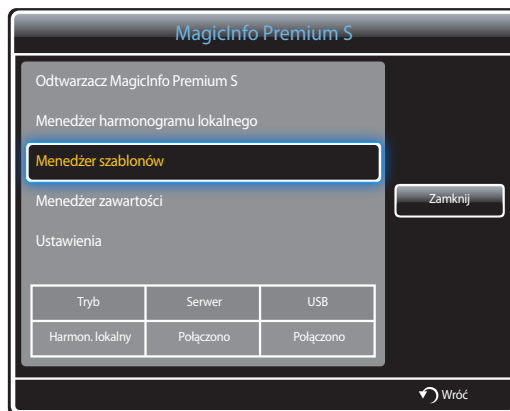 MagicInfo Premium S
Odtwarzacz MagicInfo Premium S
Menedżer harmonogramu lokalnego
Menedżer szablonów
Menedżer zawartości
Zamknij
Ustawienia
Tryb Serwer USB
Harmon. lokalny Połączono Połączono
Wróć